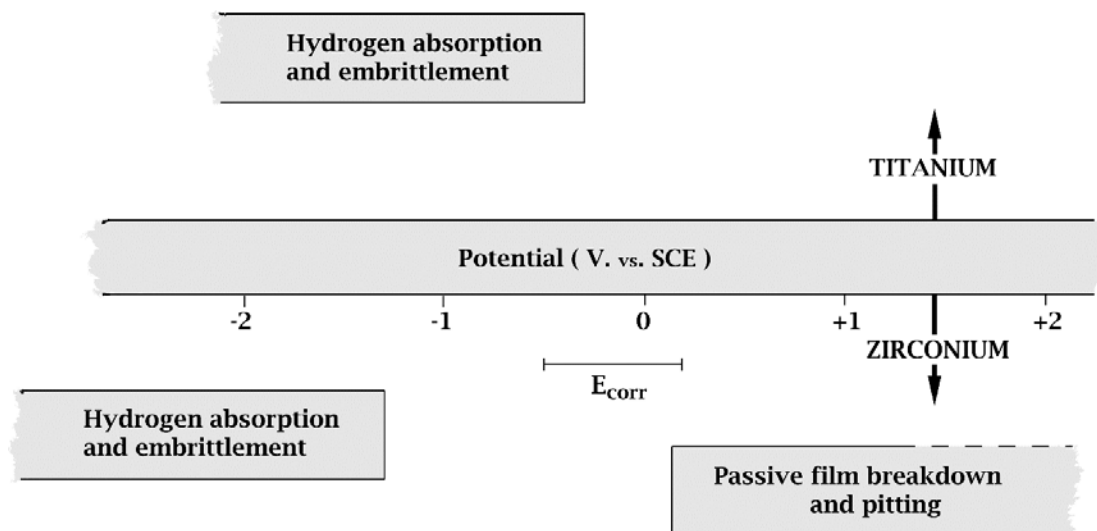 Hydrogen absorption
and embrittlement
TITANIUM
Potential ( V. vs. SCE )
-2 -1 0 +1 +2
ZIRCONIUM
Ecorr
Hydrogen absorption
and embrittlement
Passive film breakdown
and pitting